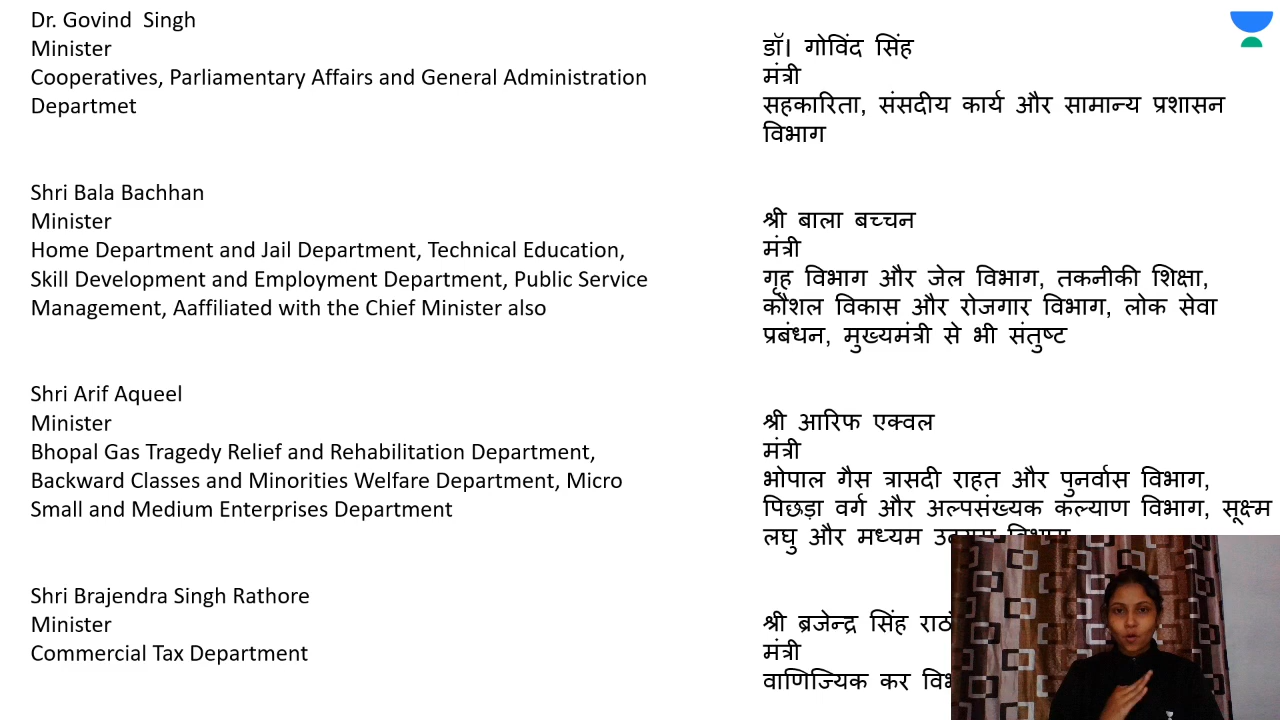 Dr. Govind  Singh
Minister
Cooperatives, Parliamentary Affairs and General Administration
Departmet
Shri Bala Bachhan
Minister
Home Department and Jail Department, Technical Education,
Skill Development and Employment Department, Public Service
Management, Aaffiliated with the Chief Minister also
Shri Arif Aqueel
Minister
Bhopal Gas Tragedy Relief and Rehabilitation Department,
Backward Classes and Minorities Welfare Department, Micro
Small and Medium Enterprises Department
Shri Brajendra Singh Rathore
Minister
Commercial Tax Department
डॉ। गोविंद सिंह
मंत्री
सहकारिता, संसदीय कार्य और सामान्य प्रशासन
विभाग
श्री बाला बच्चन
मंत्री
गृह विभाग और जेल विभाग, तकनीकी शिक्षा,
कौशल विकास और रोजगार विभाग, लोक सेवा
प्रबंधन, मुख्यमंत्री से भी संतुष्ट
श्री आरिफ एक्वल
मंत्री
भोपाल गैस त्रासदी राहत और पुनर्वास विभाग,
पिछड़ा वर्ग और अल्पसंख्यक कल्याण विभाग, सूक्ष्म
लघु और मध्यम
श्री ब्रजेन्द्र सिंह
मंत्री
वाणिज्यिक कर